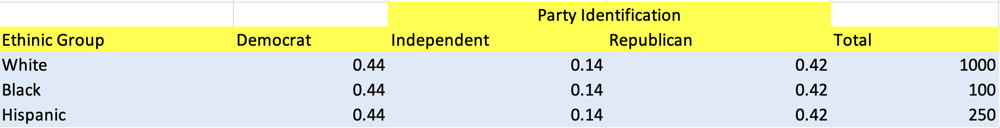 Party Identification
Ethinic Group Democrat Independent Republican Total
White 0.44 0.14 0.42 1000
Black 0.44 0.14 0.42 100
Hispanic 0.44 0.14 0.42 250